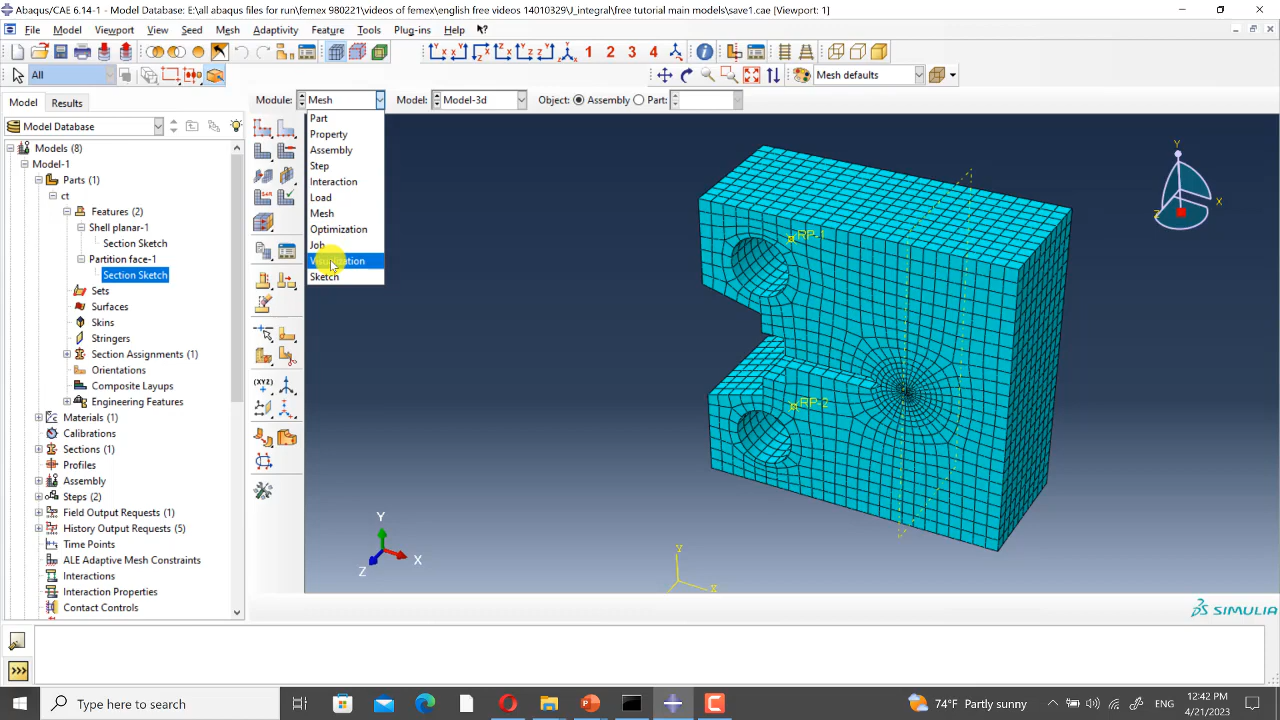 Abaqus/CAE 6.14-1 - Model Database: E:\all abaqus files for run\femex 980221\videos of femex\english free tutorial 14010329\J_integral\free tutorial main models\save1.cae [Viewport: 1]
File Model Viewport View Seed Mesh Adaptivity Feature Tools Plug-ins Help
1 2 3 4
All
Mesh defaults
Model Results
Module: Mesh Model: Model-3d Object: Assembly Part:
Model Database
Models (8)
Model-1
Parts (1)
ct
Features (2)
Shell planar-1
Section Sketch
Partition face-1
Section Sketch
Sets
Surfaces
Skins
Stringers
Section Assignments (1)
Orientations
Composite Layups
Engineering Features
Materials (1)
Calibrations
Sections (1)
Profiles
Assembly
Steps (2)
Field Output Requests (1)
History Output Requests (5)
Time Points
ALE Adaptive Mesh Constraints
Interactions
Interaction Properties
Contact Controls
Part
Property
Assembly
Step
Interaction
Load
Mesh
Optimization
Job
Visualization
Sketch
RP-1
RP-2
Y
X
Z
Y
X
Z
Y
X
SIMULIA
>>>
Type here to search
74°F Partly sunny
ENG
12:42 PM
4/21/2023